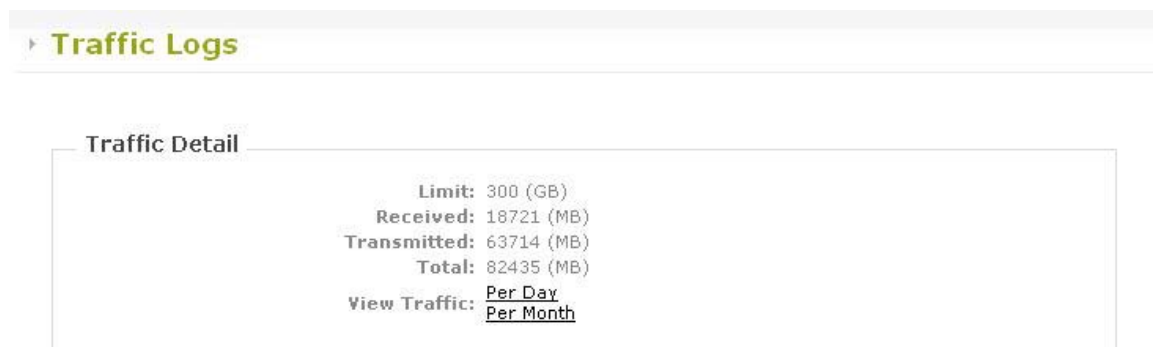 Traffic Logs
Traffic Detail
Limit: 300 (GB)
Received: 18721 (MB)
Transmitted: 63714 (MB)
Total: 82435 (MB)
View Traffic: Per Day
Per Month